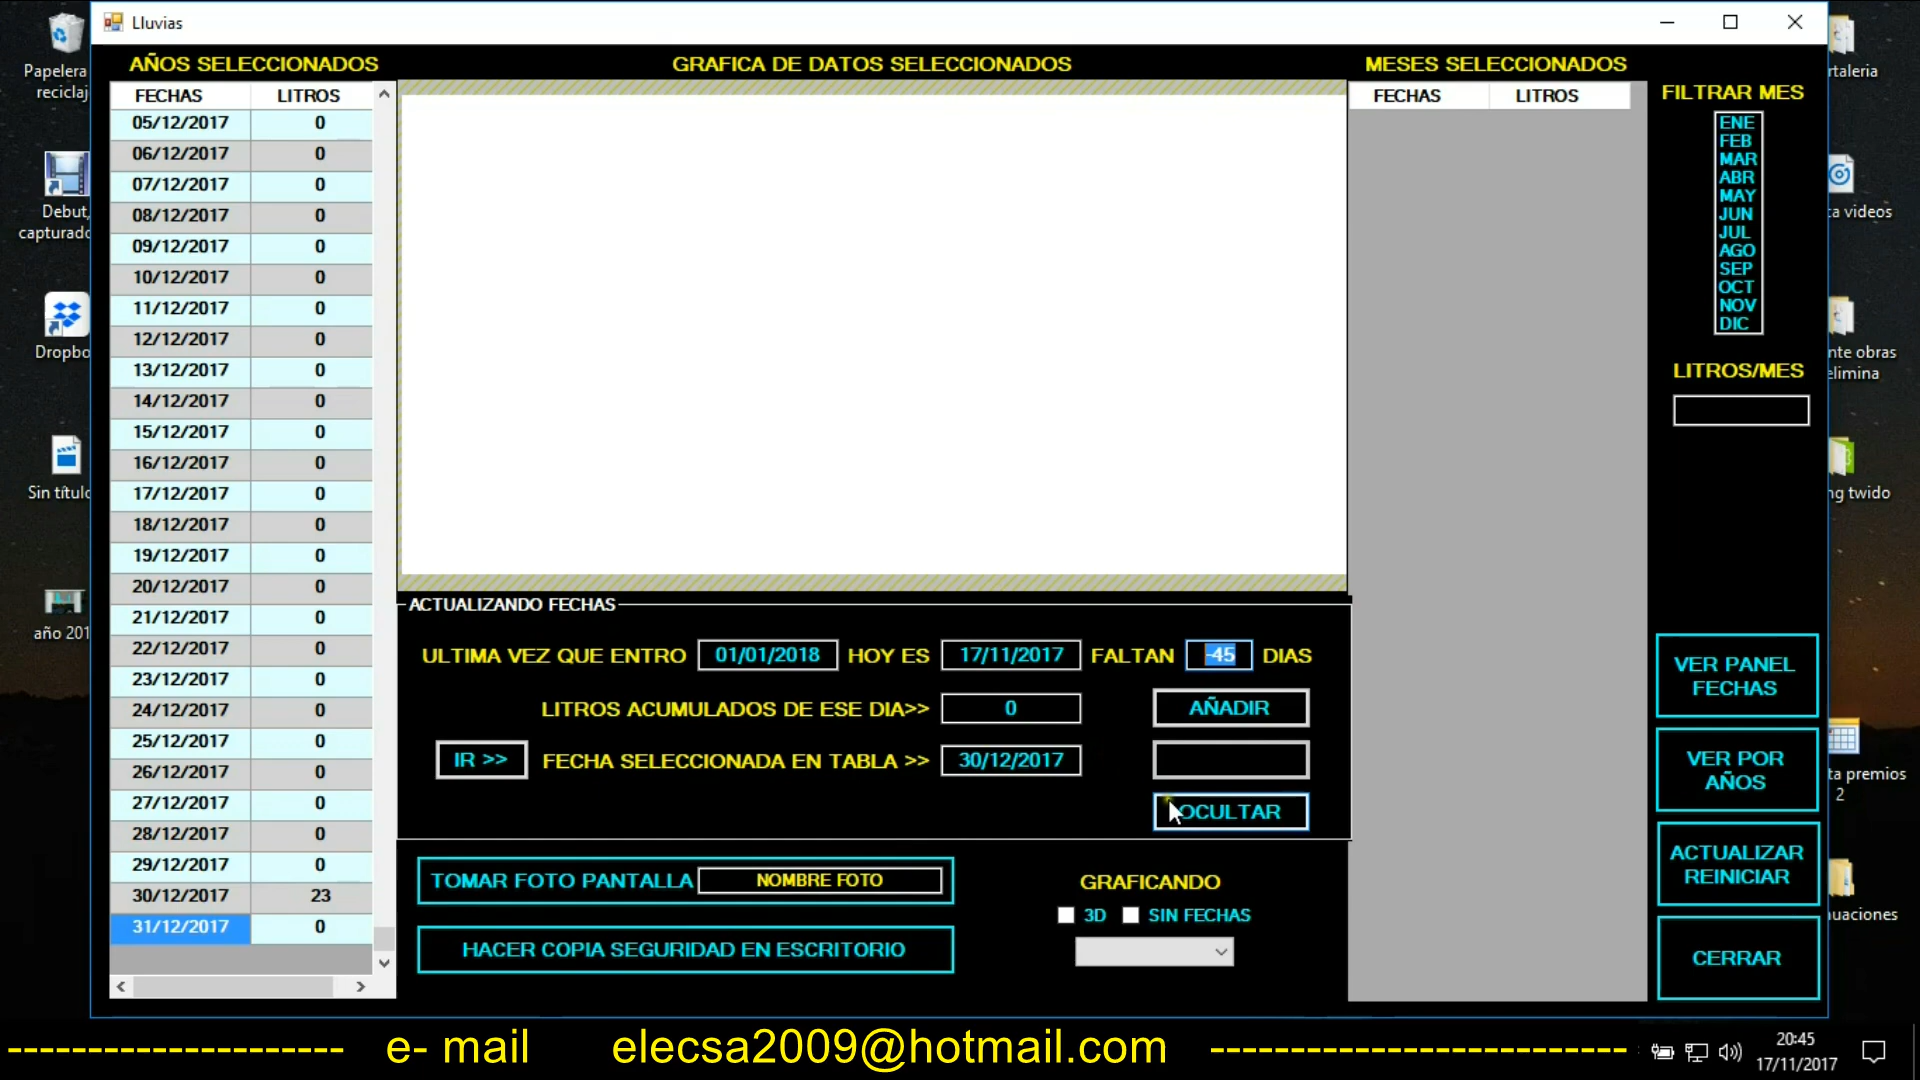 Lluvias
Papelera
reciclaj
Debut,
capturado
Dropbo
Sin título
año 201
AÑOS SELECCIONADOS
FECHAS LITROS
05/12/2017 0
06/12/2017 0
07/12/2017 0
08/12/2017 0
09/12/2017 0
10/12/2017 0
11/12/2017 0
12/12/2017 0
13/12/2017 0
14/12/2017 0
15/12/2017 0
16/12/2017 0
17/12/2017 0
18/12/2017 0
19/12/2017 0
20/12/2017 0
21/12/2017 0
22/12/2017 0
23/12/2017 0
24/12/2017 0
25/12/2017 0
26/12/2017 0
27/12/2017 0
28/12/2017 0
29/12/2017 0
30/12/2017 23
31/12/2017 0
GRAFICA DE DATOS SELECCIONADOS
ACTUALIZANDO FECHAS
ULTIMA VEZ QUE ENTRO 01/01/2018 HOY ES 17/11/2017 FALTAN -45 DIAS
LITROS ACUMULADOS DE ESE DIA>> 0 AÑADIR
IR >> FECHA SELECCIONADA EN TABLA >> 30/12/2017
OCULTAR
TOMAR FOTO PANTALLA NOMBRE FOTO
HACER COPIA SEGURIDAD EN ESCRITORIO
GRAFICANDO
3D SIN FECHAS
MESES SELECCIONADOS
FECHAS LITROS
FILTRAR MES
ENE
FEB
MAR
ABR
MAY
JUN
JUL
AGO
SEP
OCT
NOV
DIC
LITROS/MES
VER PANEL
FECHAS
VER POR
AÑOS
ACTUALIZAR
REINICIAR
CERRAR
rtaleria
ta videos
nte obras
elimina
ng twido
ta premios
2
uaciones
--------------------- e- mail elecsa2009@hotmail.com --------------------------
20:45
17/11/2017